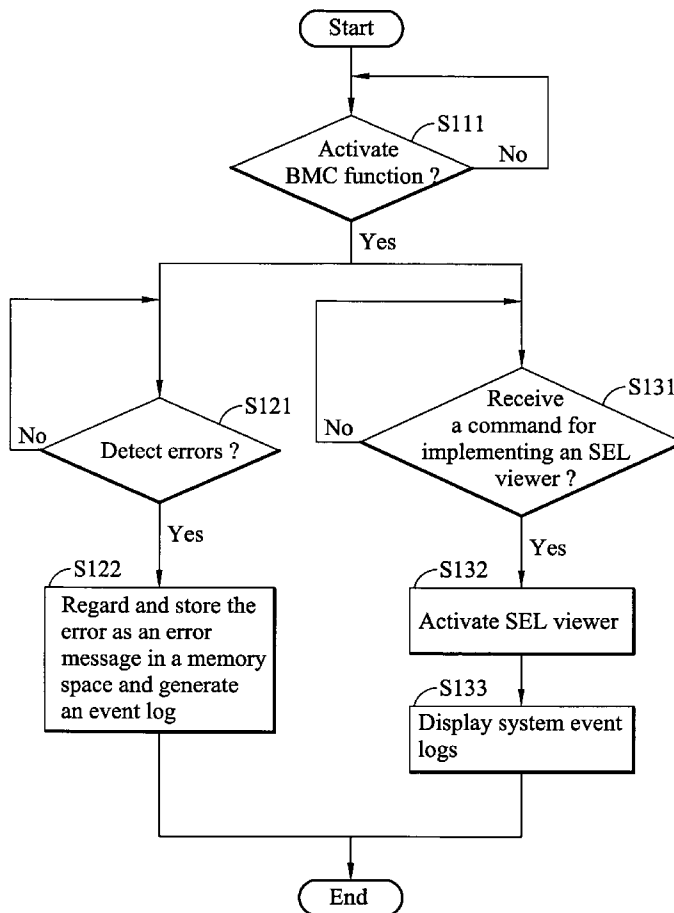 Start
S111
Activate
BMC function ?
No
Yes
S121
No
Detect errors ?
Yes
S122
Regard and store the
error as an error
message in a memory
space and generate
an event log
S131
Receive
a command for
No
implementing an SEL
viewer ?
Yes
S132
Activate SEL viewer
S133
Display system event
logs
End